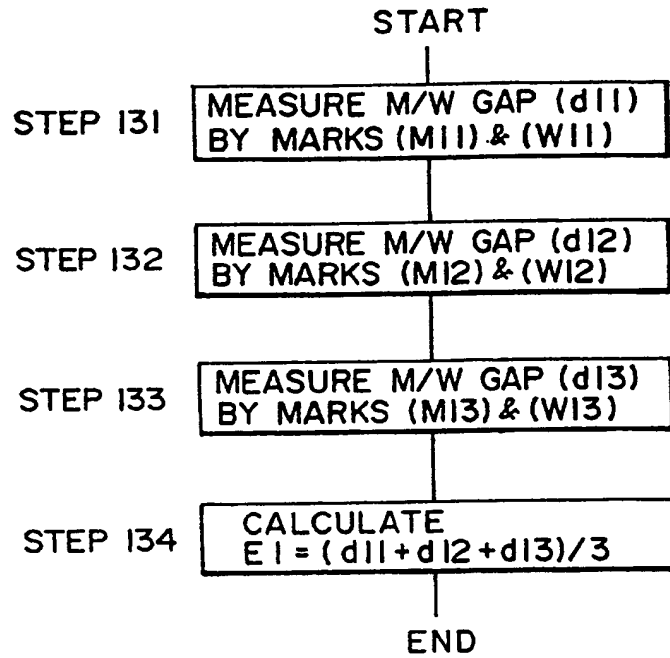 START
STEP 131
MEASURE M/W GAP (d11)
BY MARKS (M11) & (W11)
STEP 132
MEASURE M/W GAP (d12)
BY MARKS (M12) & (W12)
STEP 133
MEASURE M/W GAP (d13)
BY MARKS (M13) & (W13)
STEP 134
CALCULATE
E1 = (d11+d12+d13)/3
END